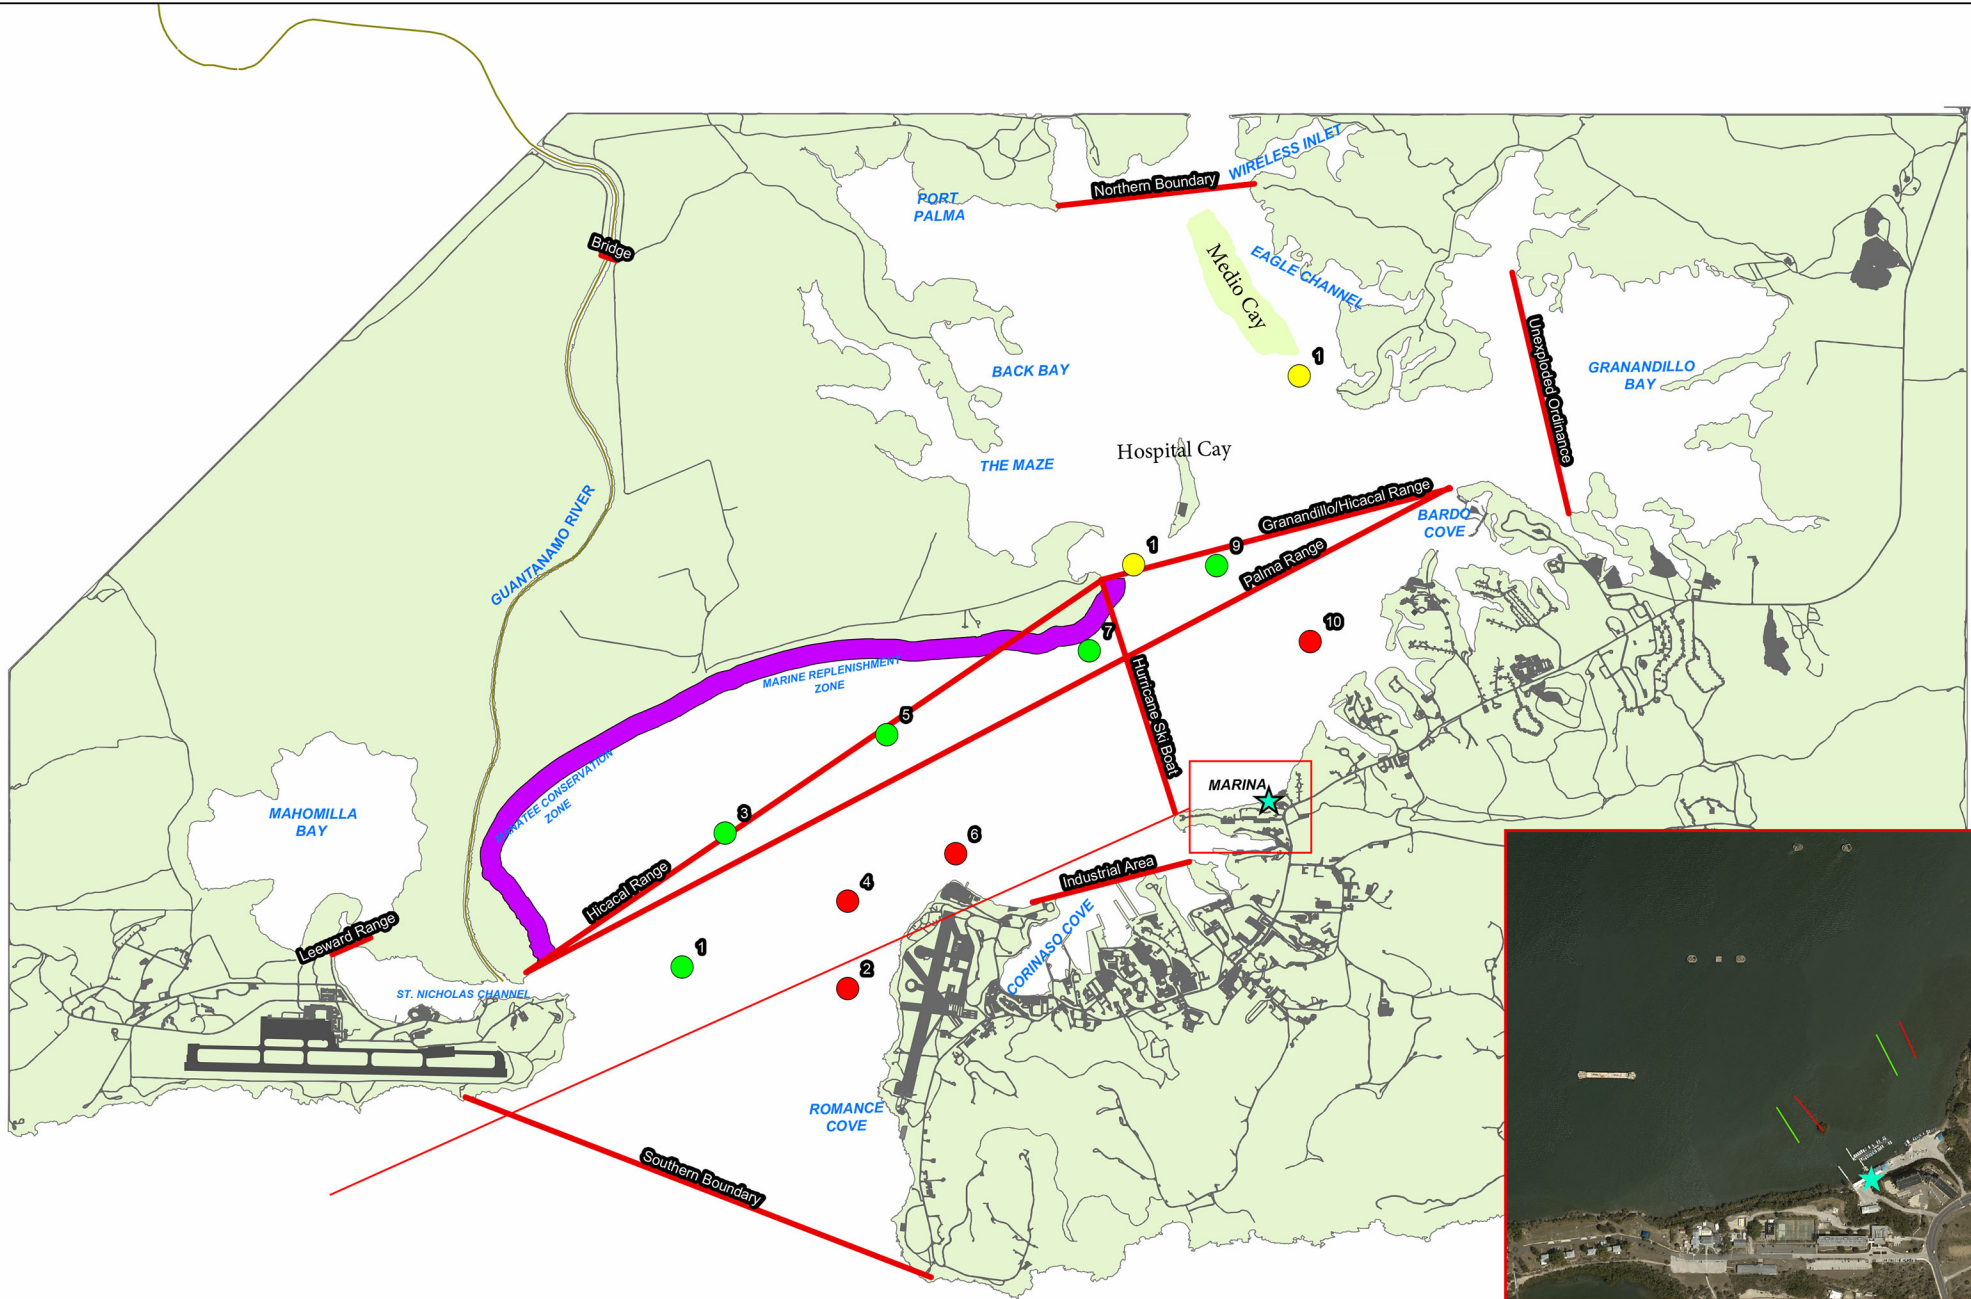 WIRELESS INLET
Northern Boundary
PORT
PALMA
Bridge
Medio Cay
EAGLE CHANNEL
Unexploded Ordinance
GRANANDILLO
BAY
BACK BAY
1
Hospital Cay
THE MAZE
GUANTANAMO RIVER
Granandillo/Hicacal Range
BARDO
COVE
1
9
Palma Range
10
7
MARINE REPLENISHMENT
ZONE
Hurricane Ski Boat
5
MANATEE CONSERVATION
ZONE
MARINA
MAHOMILLA
BAY
3
6
Industrial Area
Hicacal Range
4
Leeward Range
CORINASO COVE
1
2
ST. NICHOLAS CHANNEL
ROMANCE
COVE
Southern Boundary